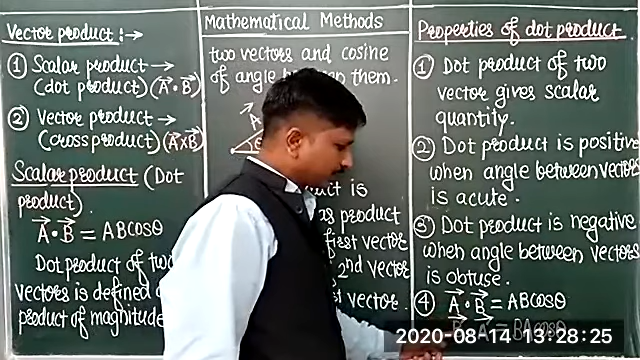 Vector product :→
① Scalar product →
(dot product) (A⃗·B⃗)
② Vector product →
(cross product) (A⃗×B⃗)
Scalar product (Dot
product).
A⃗·B⃗ = ABcosθ
Dot product of two
vectors is defined
product of magnitude
Mathematical Methods
two vectors and cosine
of angle between them.
A
is
as product
first vector
2nd vector
vector.
Properties of dot product
① Dot product of two
vector gives scalar
quantity.
② Dot product is positive
when angle between vectors
is acute.
③ Dot product is negative
when angle between vectors
is obtuse.
④ A⃗·B⃗ = ABcosθ
B⃗·A⃗ = BAcosθ
2020-08-14 13:28:25